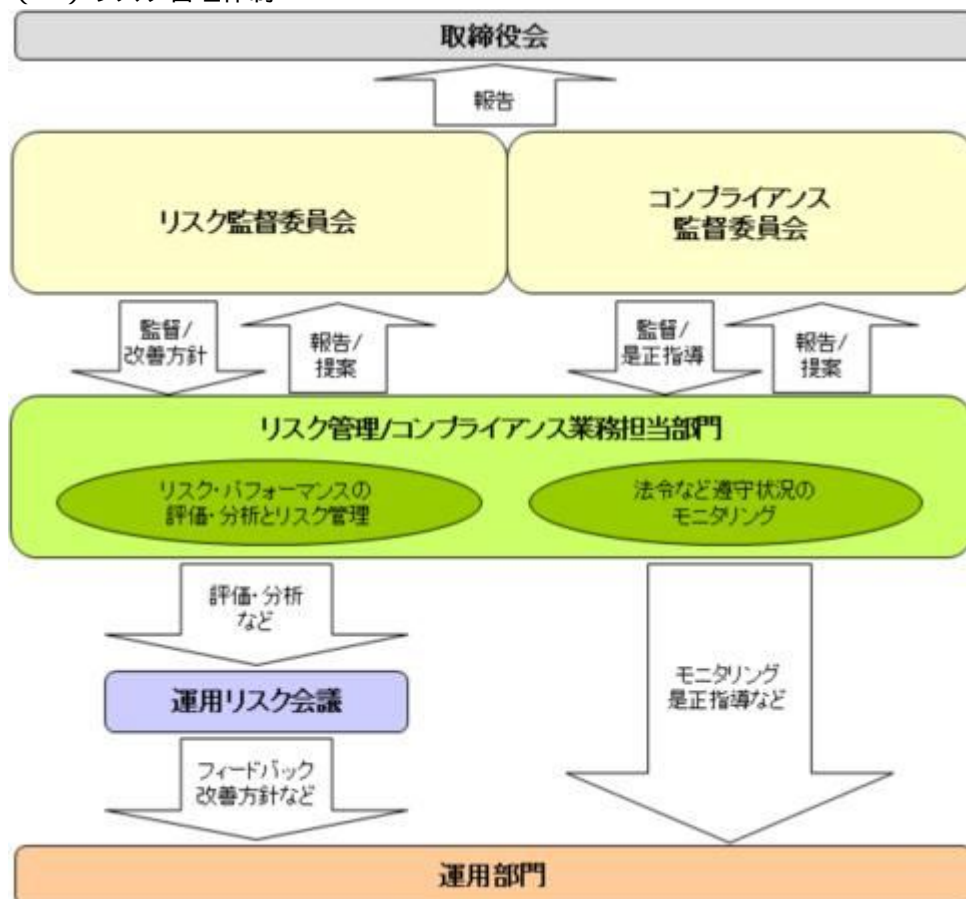 取締役会
報告
リスク監督委員会
コンプライアンス
監督委員会
監督/
改善方針
報告/
提案
監督/
是正指導
報告/
提案
リスク管理/コンプライアンス業務担当部門
リスク・パフォーマンスの
評価・分析とリスク管理
法令など遵守状況の
モニタリング
評価・分析
など
運用リスク会議
モニタリング
是正指導など
フィードバック
改善方針など
運用部門